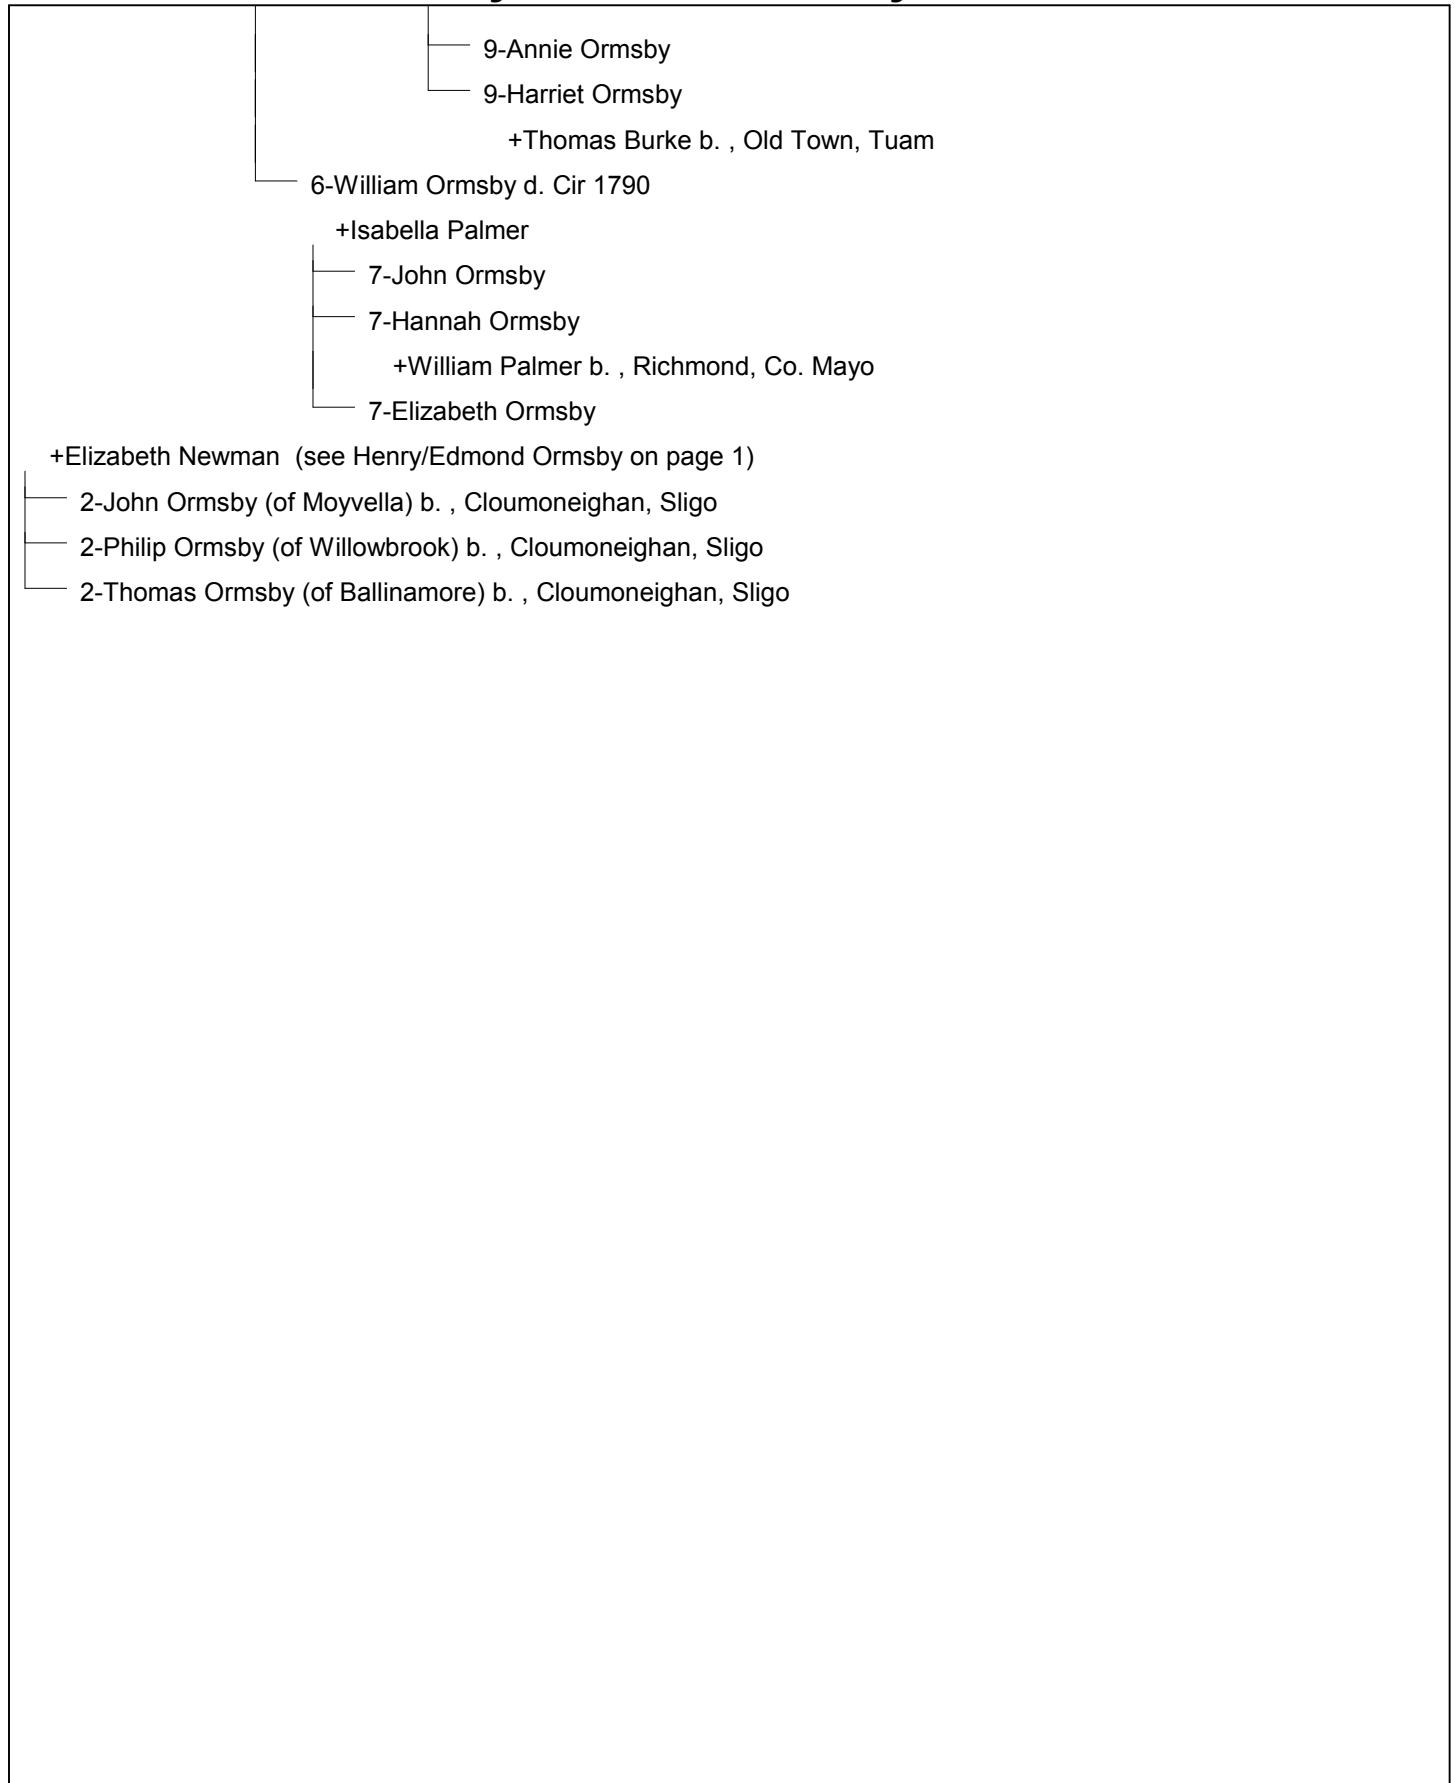 9-Annie Ormsby
9-Harriet Ormsby
+Thomas Burke b. , Old Town, Tuam
6-William Ormsby d. Cir 1790
+Isabella Palmer
7-John Ormsby
7-Hannah Ormsby
+William Palmer b. , Richmond, Co. Mayo
7-Elizabeth Ormsby
+Elizabeth Newman  (see Henry/Edmond Ormsby on page 1)
2-John Ormsby (of Moyvella) b. , Cloumoneighan, Sligo
2-Philip Ormsby (of Willowbrook) b. , Cloumoneighan, Sligo
2-Thomas Ormsby (of Ballinamore) b. , Cloumoneighan, Sligo